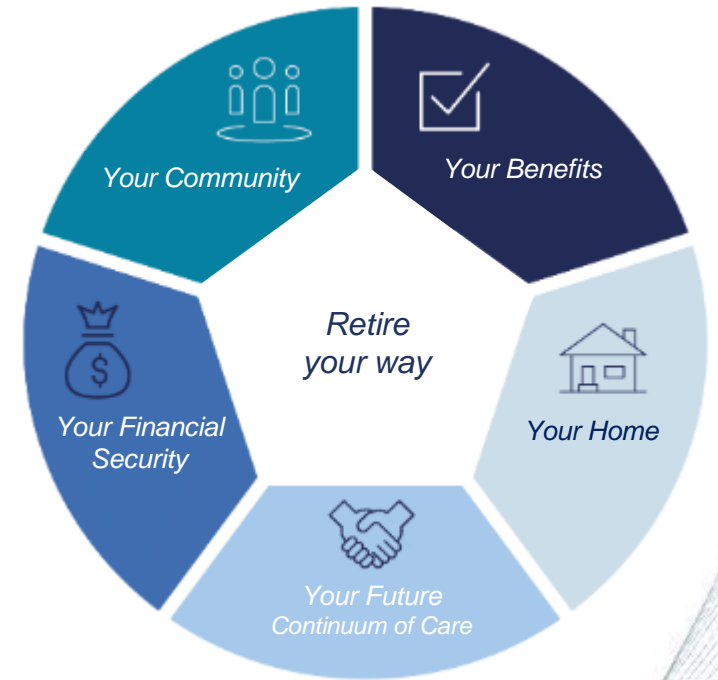 Your Community
Your Benefits
Retire
your way
Your Financial
Security
Your Home
Your Future
Continuum of Care
$